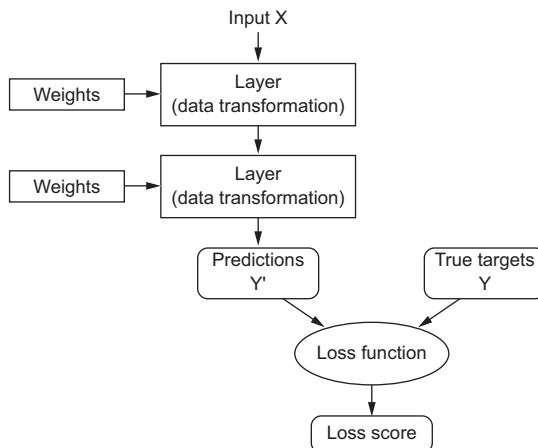 Input X
Layer
(data transformation)
Weights
Layer
(data transformation)
Weights
Predictions
Y'
True targets
Y
Loss function
Loss score